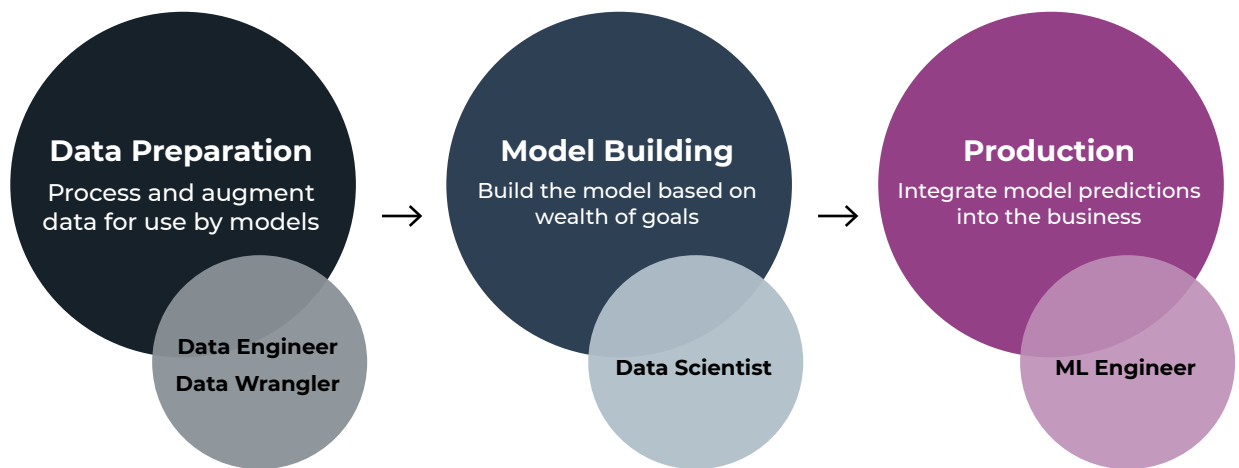 Data Preparation
Process and augment
data for use by models
Data Engineer
Data Wrangler
Model Building
Build the model based on
wealth of goals
Data Scientist
Production
Integrate model predictions
into the business
ML Engineer